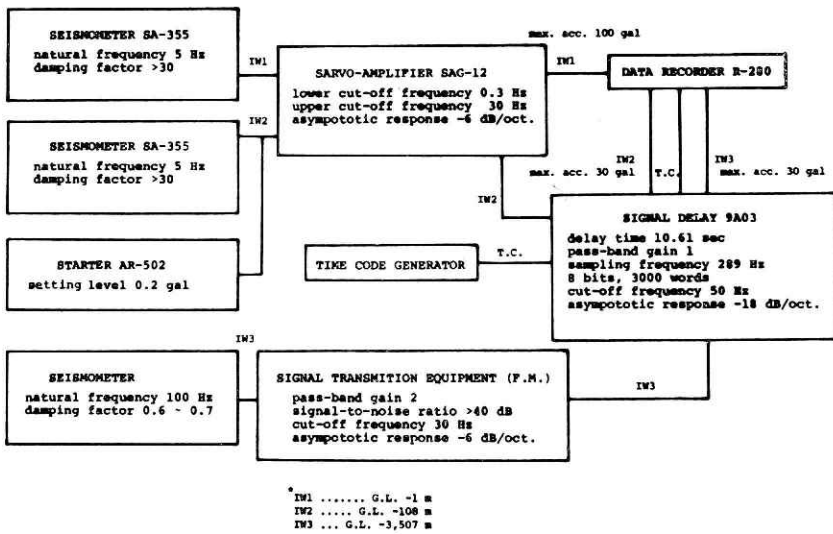 SEISMOMETER SA-355
natural frequency 5 Hz
damping factor >30
IW1
SARVO-AMPLIFIER SAG-12
lower cut-off frequency 0.3 Hz
upper cut-off frequency 30 Hz
asympototic response -6 dB/oct.
max. acc. 100 gal
IW1
DATA RECORDER R-280
IW2
SEISMOMETER SA-355
natural frequency 5 Hz
damping factor >30
IW2
max. acc. 30 gal
T.C.
IW3
max. acc. 30 gal
IW2
STARTER AR-502
setting level 0.2 gal
TIKE CODE GENERATOR
T.C.
SIGNAL DELAY 9A03
delay time 10.61 sec
pass-band gain 1
sampling frequency 289 Hz
8 bits, 3000 words
cut-off frequency 50 Hz
asympototic response -18 dB/oct.
IW3
SEISMOMETER
natural frequency 100 Hz
damping factor 0.6 ~ 0.7
SIGNAL TRANSMITION EQUIPMENT (F.M.)
pass-band gain 2
signal-to-noise ratio >40 dB
cut-off frequency 30 Hz
asympototic response -6 dB/oct.
IW3
*
IW1 ....... G.L. -1 m
IW2 ..... G.L. -108 m
IW3 ... G.L. -3,507 m